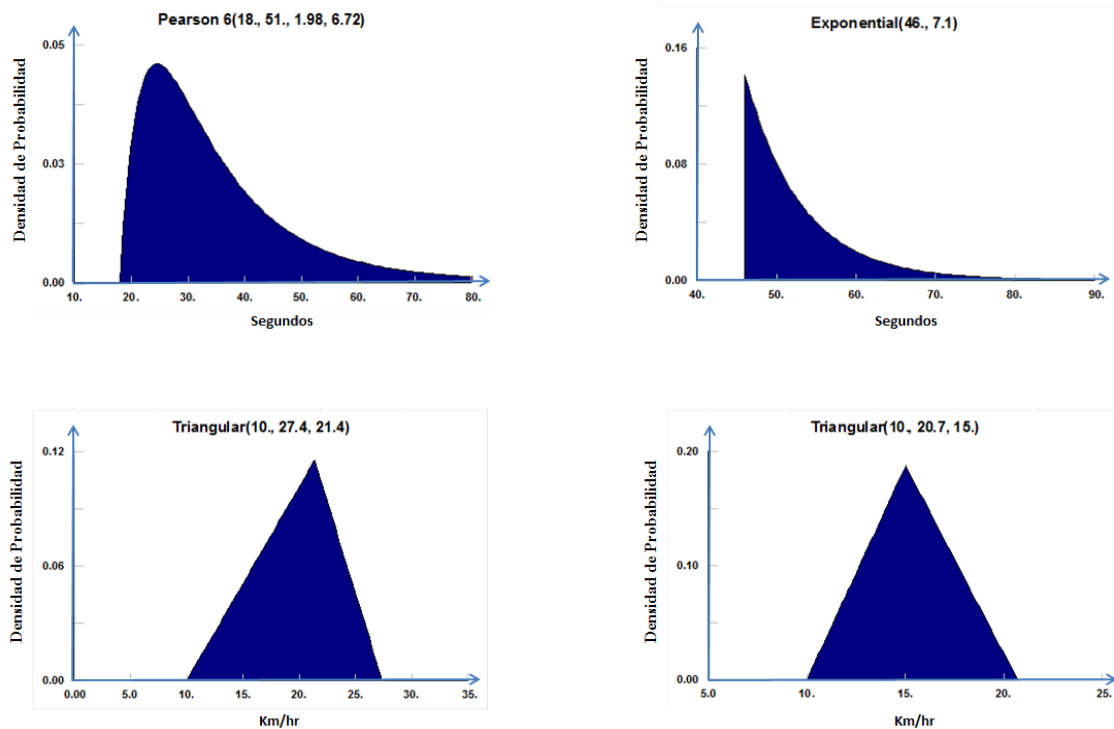 Pearson 6(18., 51., 1.98, 6.72)
0.05
0.03
0.00
Densidad de Probabilidad
10. 20. 30. 40. 50. 60. 70. 80.
Segundos
Exponential(46., 7.1)
0.16
0.08
0.00
Densidad de Probabilidad
40. 50. 60. 70. 80. 90.
Segundos
Triangular(10., 27.4, 21.4)
0.12
0.06
0.00
Densidad de Probabilidad
0.00 5.0 10. 15. 20. 25. 30. 35.
Km/hr
Triangular(10., 20.7, 15.)
0.20
0.10
0.00
Densidad de Probabilidad
5.0 10. 15. 20. 25.
Km/hr